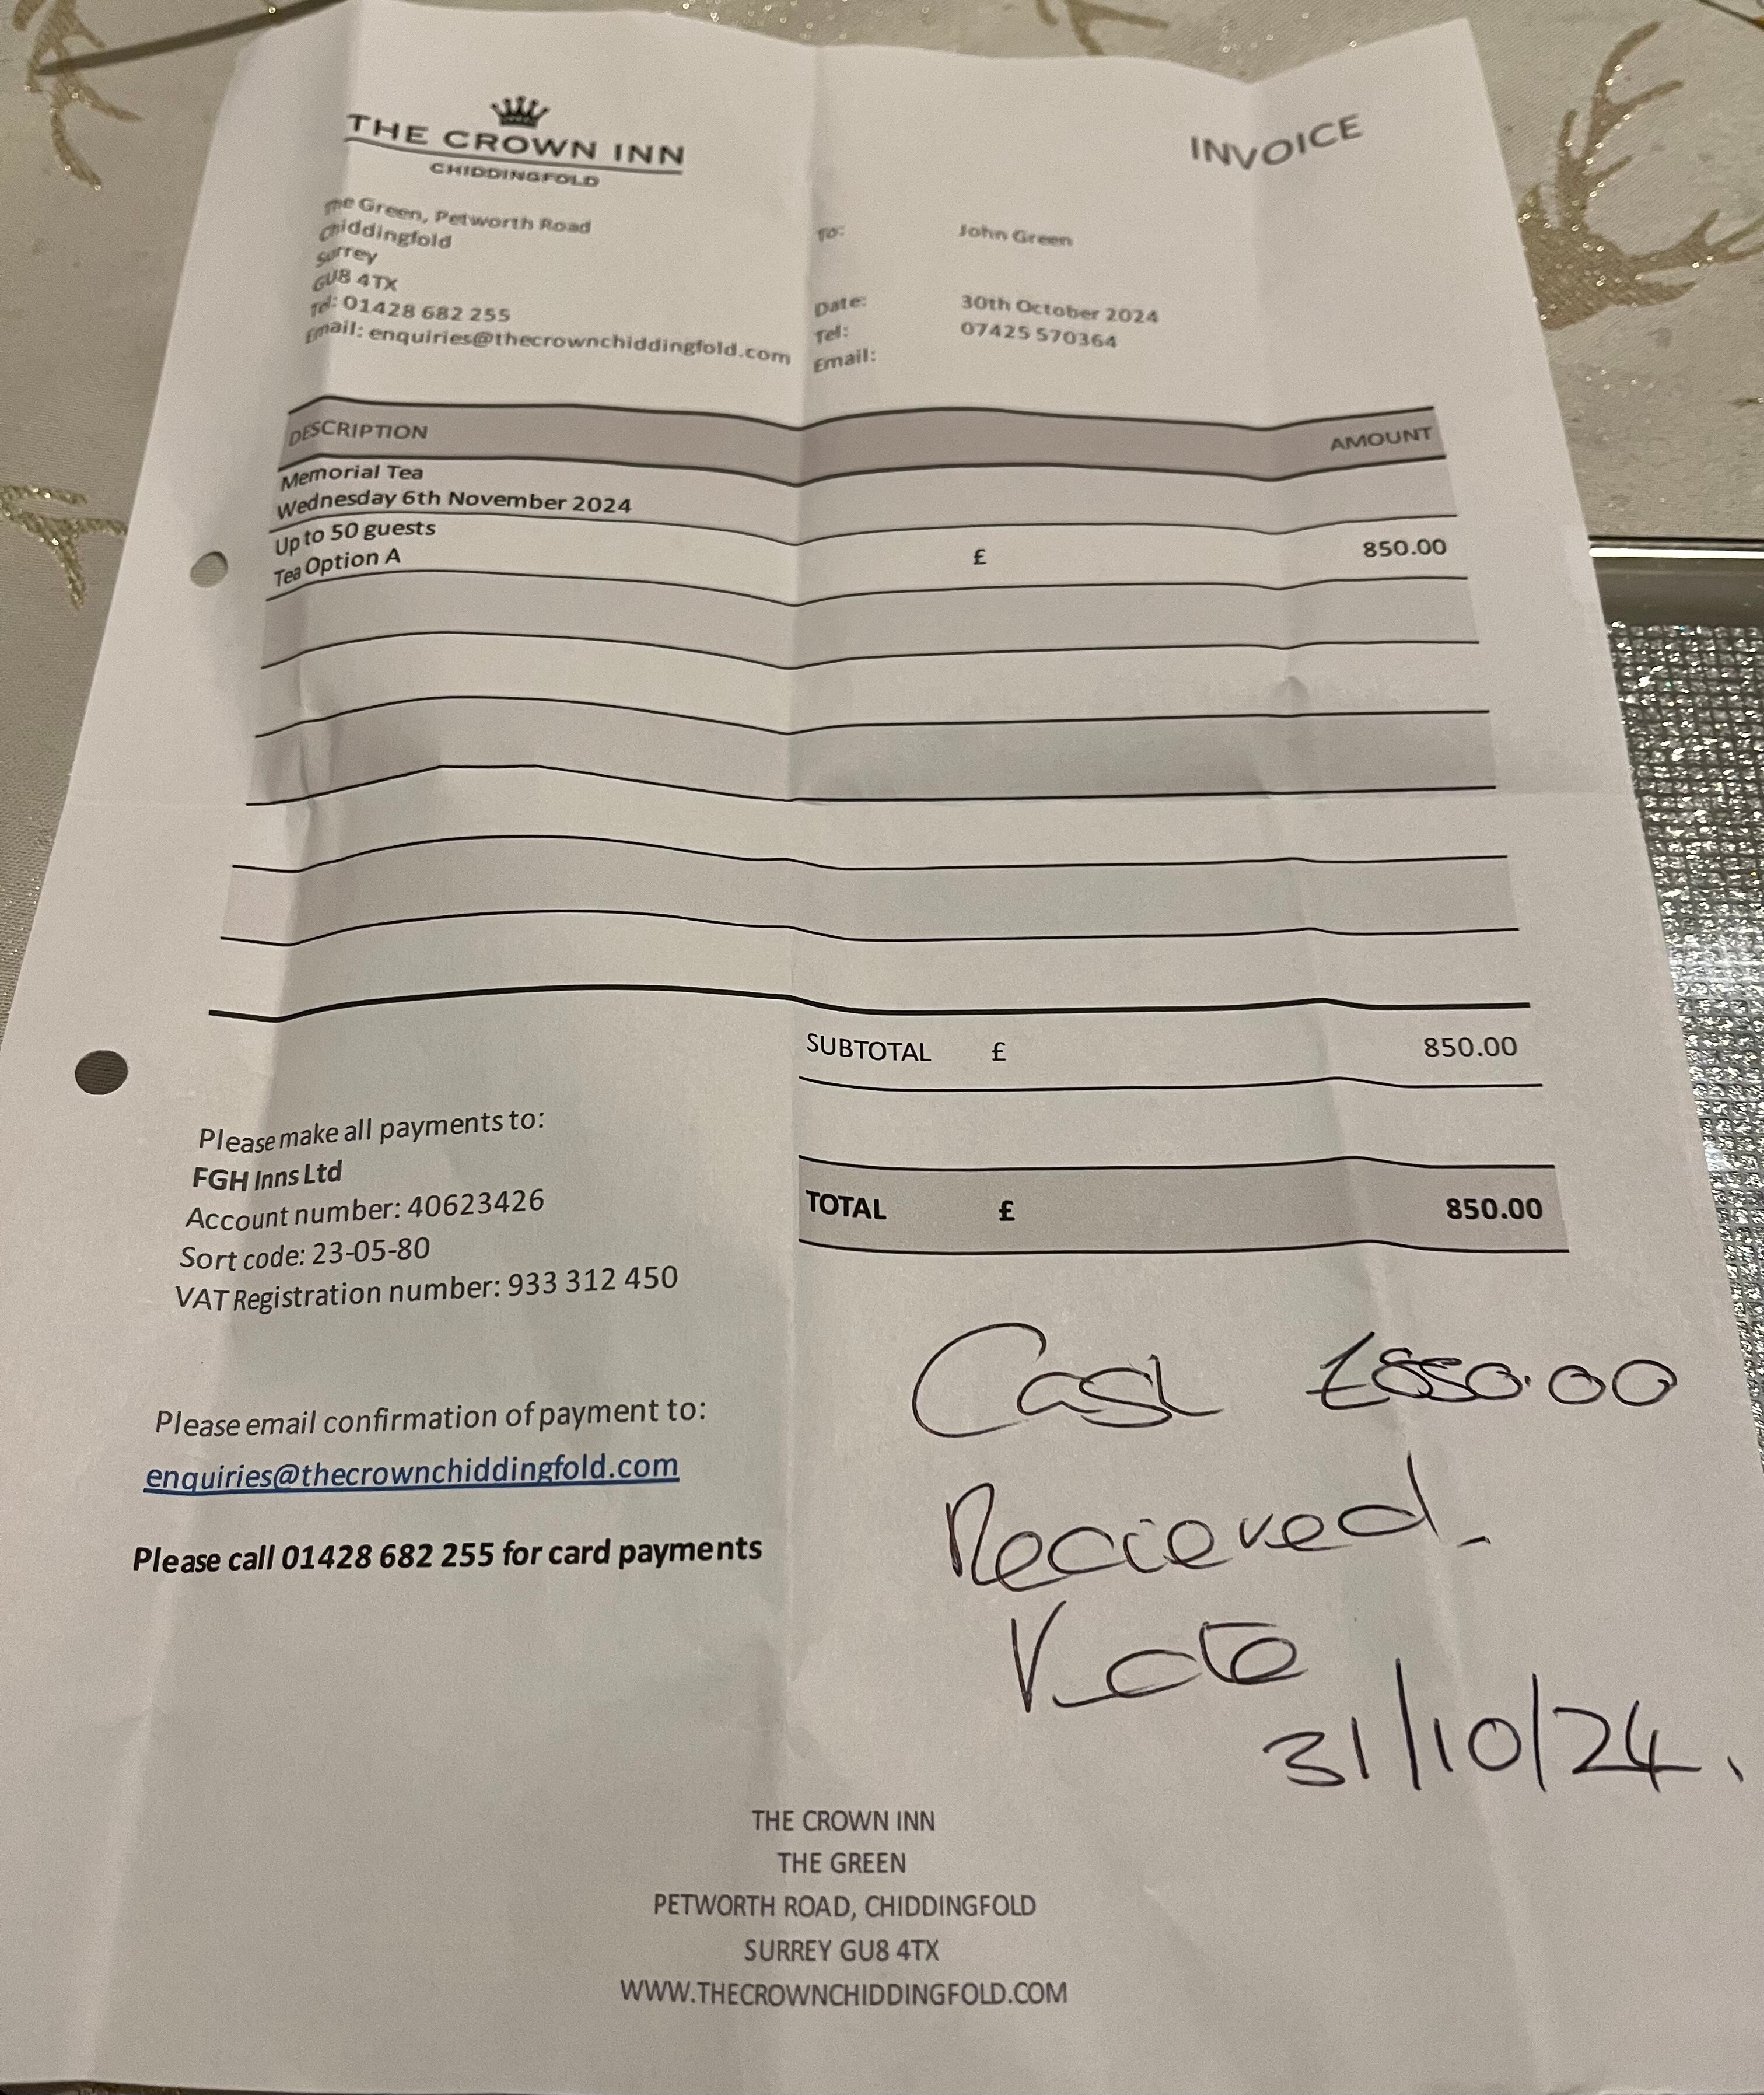 THE CROWN INN
CHIDDINGFOLD
INVOICE
The Green, Petworth Road
Chiddingfold
Surrey
GU8 4TX
Tel: 01428 682 255
Email: enquiries@thecrownchiddingfold.com
To: John Green
Date: 30th October 2024
Tel: 07425 570364
Email:
DESCRIPTION AMOUNT
Memorial Tea
Wednesday 6th November 2024
Up to 50 guests
Tea Option A £ 850.00
SUBTOTAL £ 850.00
TOTAL £ 850.00
Please make all payments to:
FGH Inns Ltd
Account number: 40623426
Sort code: 23-05-80
VAT Registration number: 933 312 450
Please email confirmation of payment to:
enquiries@thecrownchiddingfold.com
Please call 01428 682 255 for card payments
Cash £850.00
Recieved.
31/10/24.
THE CROWN INN
THE GREEN
PETWORTH ROAD, CHIDDINGFOLD
SURREY GU8 4TX
WWW.THECROWNCHIDDINGFOLD.COM